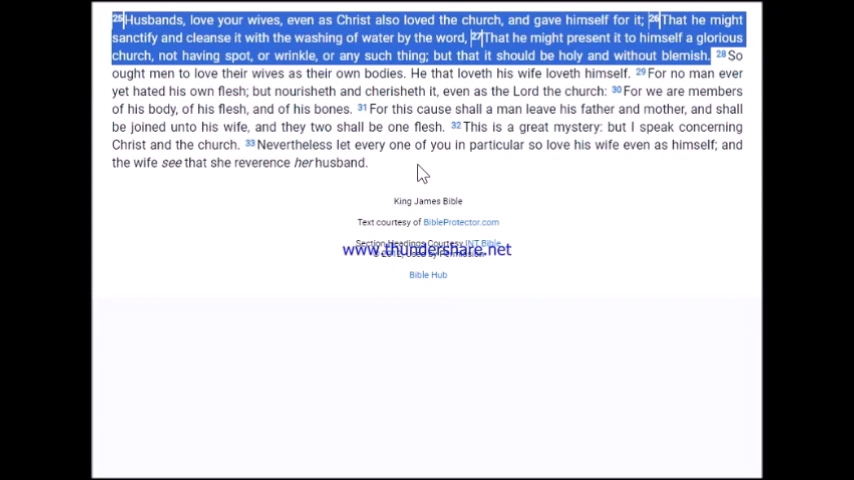 25Husbands, love your wives, even as Christ also loved the church, and gave himself for it; 26That he might
sanctify and cleanse it with the washing of water by the word, 27That he might present it to himself a glorious
church, not having spot, or wrinkle, or any such thing; but that it should be holy and without blemish. 28So
ought men to love their wives as their own bodies. He that loveth his wife loveth himself. 29For no man ever
yet hated his own flesh; but nourisheth and cherisheth it, even as the Lord the church: 30For we are members
of his body, of his flesh, and of his bones. 31For this cause shall a man leave his father and mother, and shall
be joined unto his wife, and they two shall be one flesh. 32This is a great mystery: but I speak concerning
Christ and the church. 33Nevertheless let every one of you in particular so love his wife even as himself; and
the wife see that she reverence her husband.
King James Bible
Text courtesy of BibleProtector.com
Section Headings Courtesy INT Bible
www.thundershare.net
Bible Hub